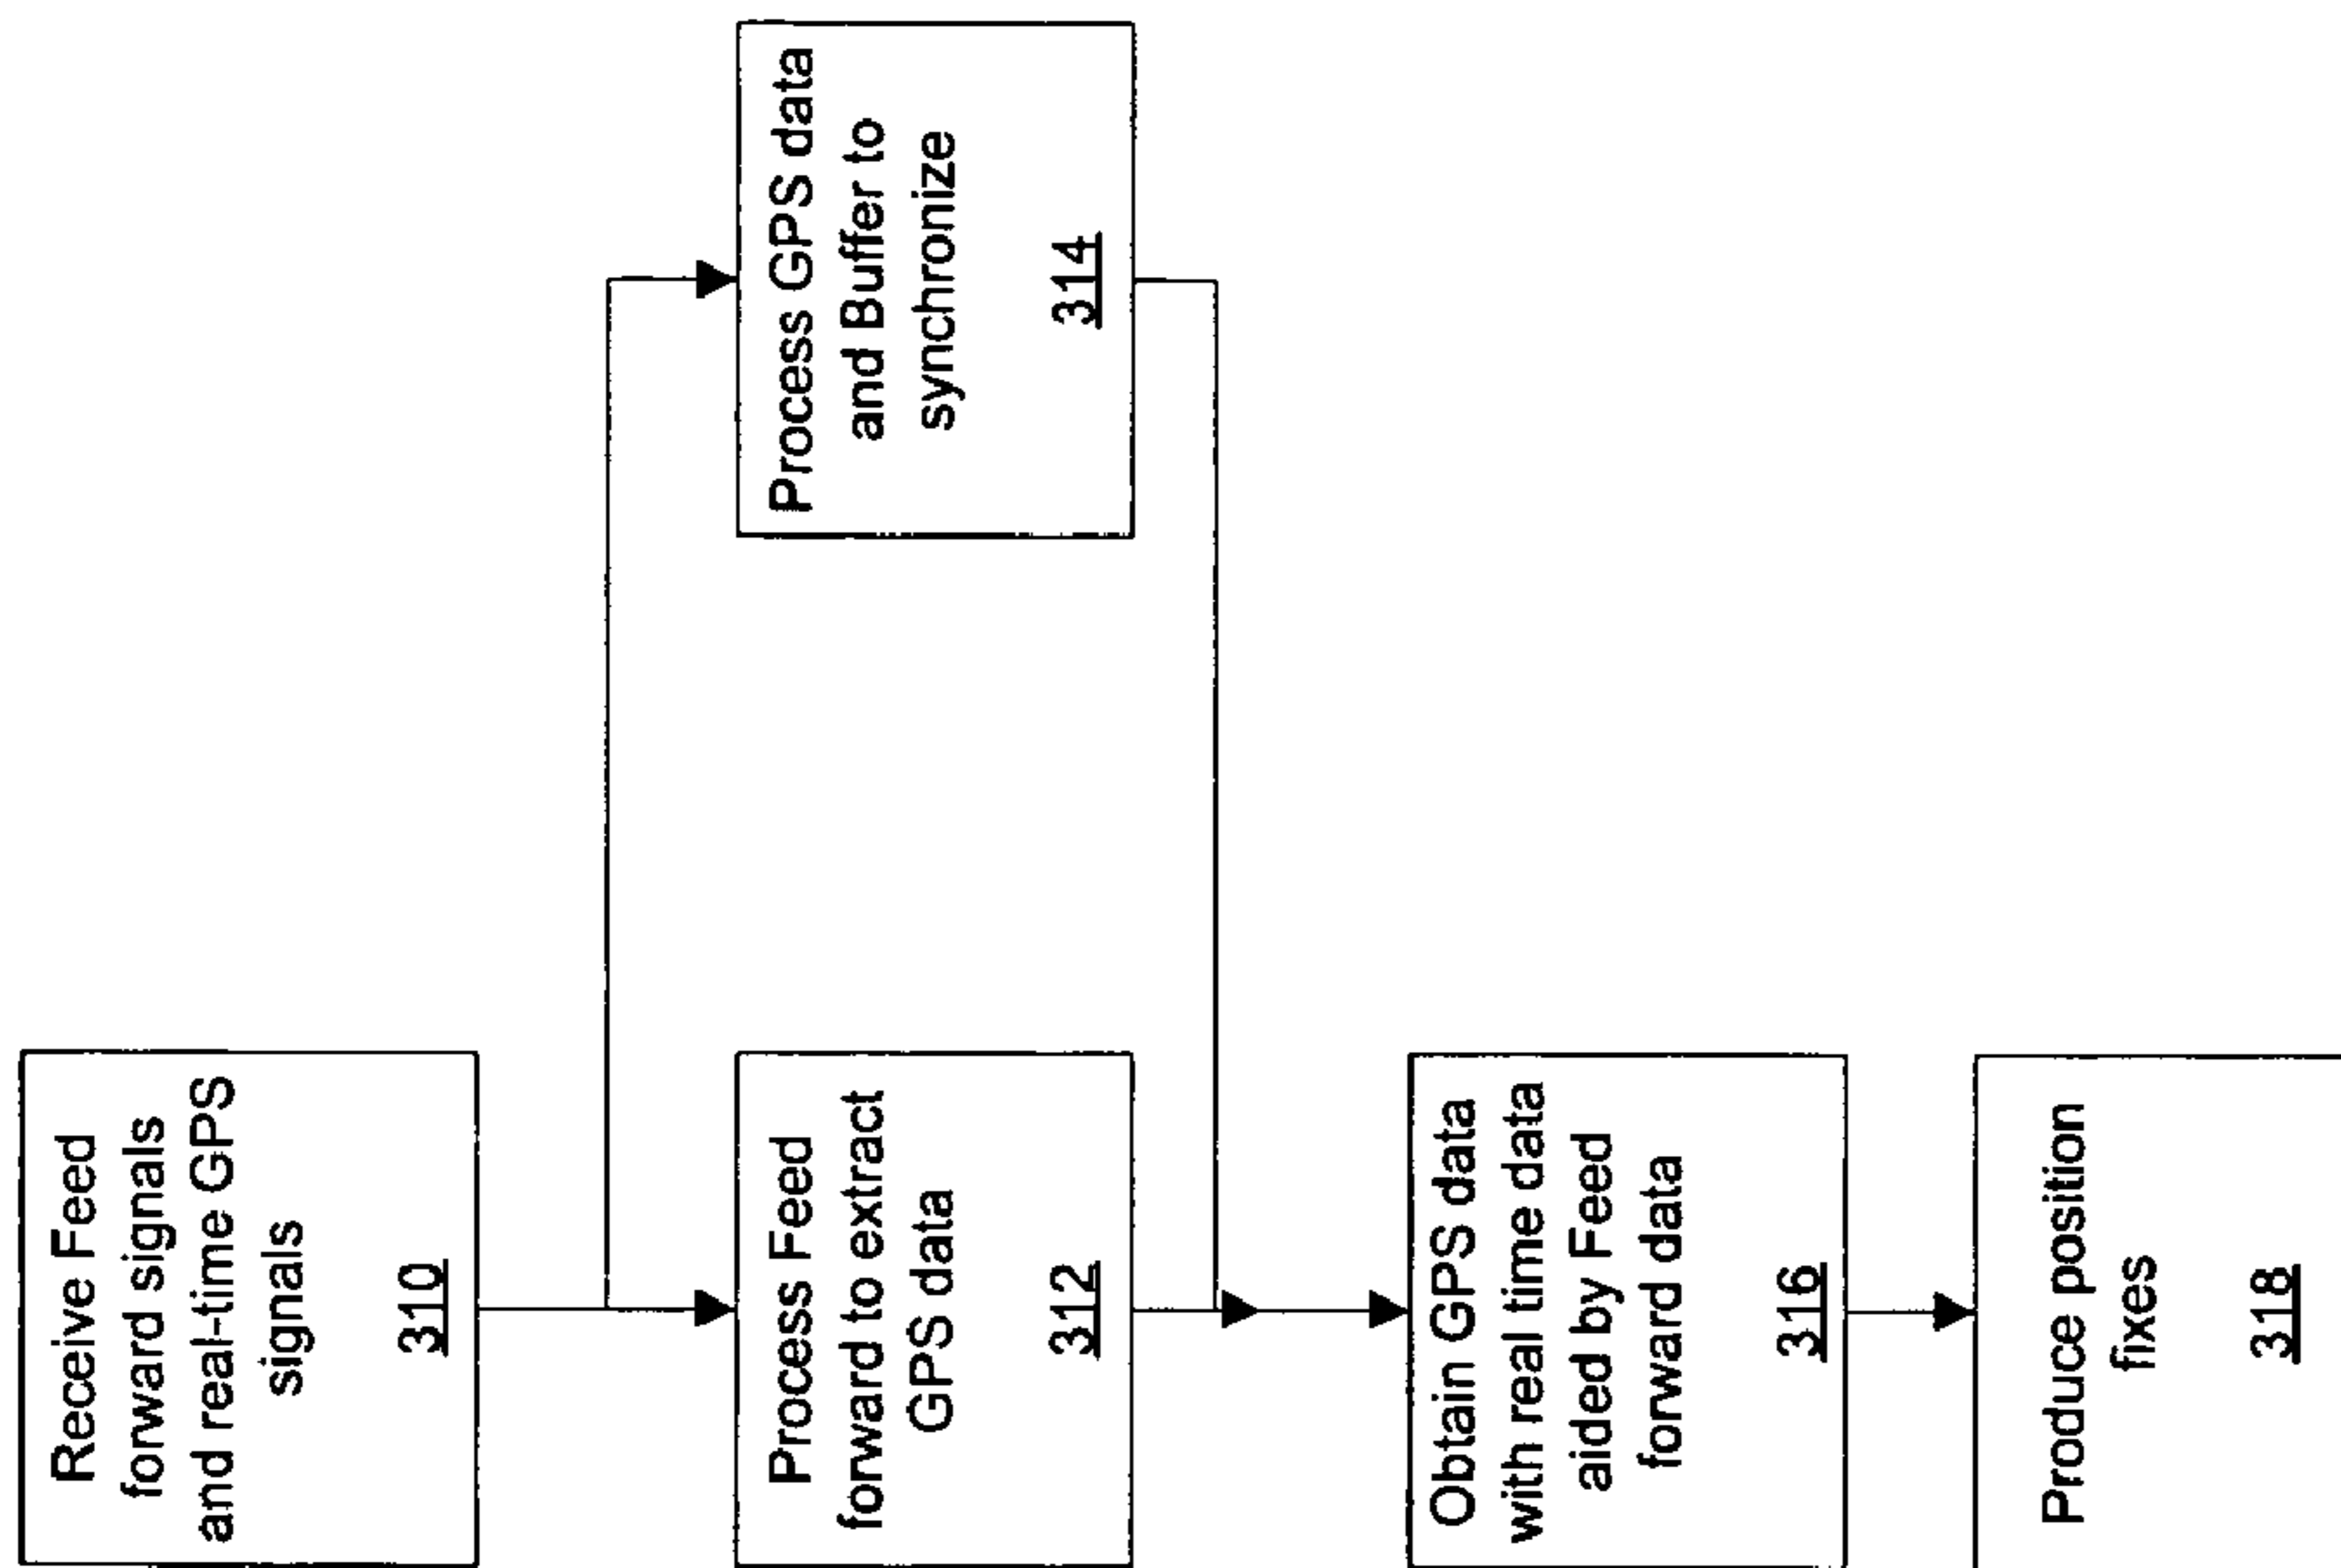 Receive Feed
forward signals
and real-time GPS
signals
310
Process Feed
forward to extract
GPS data
312
Process GPS data
and Buffer to
synchronize
314
Obtain GPS data
with real time data
aided by Feed
forward data
316
Produce position
fixes
318